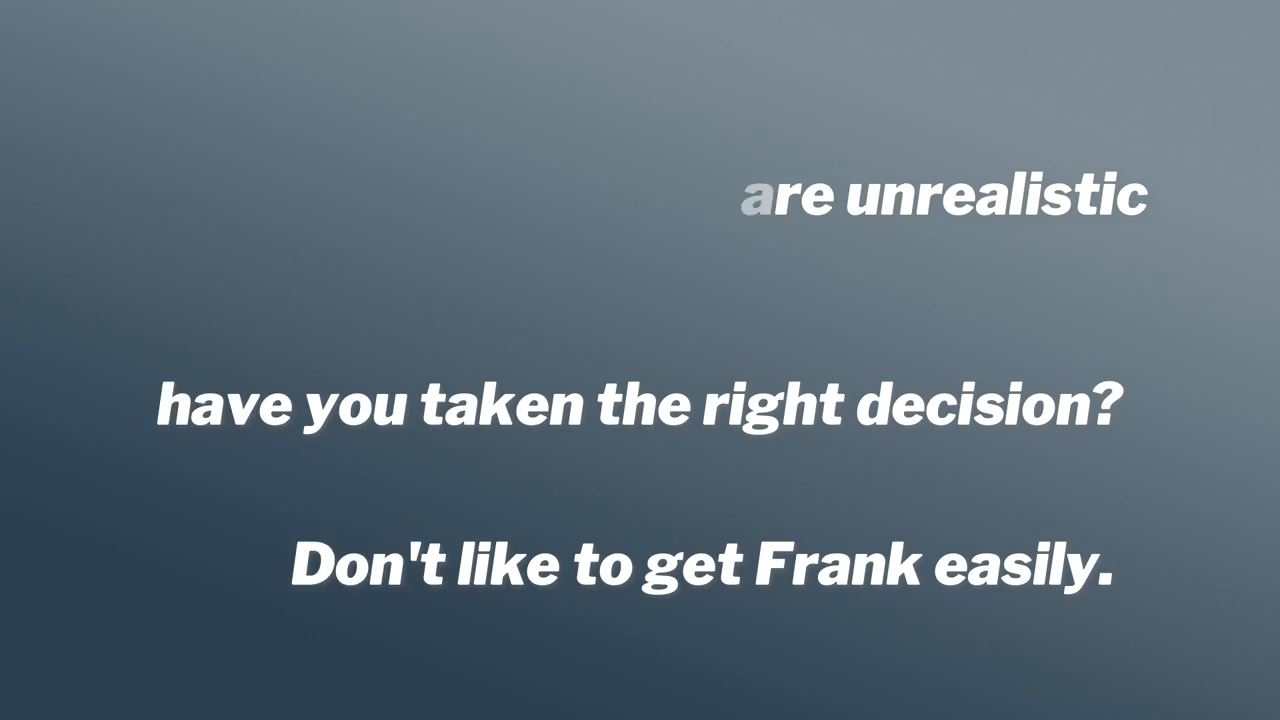 are unrealistic
have you taken the right decision?
Don't like to get Frank easily.